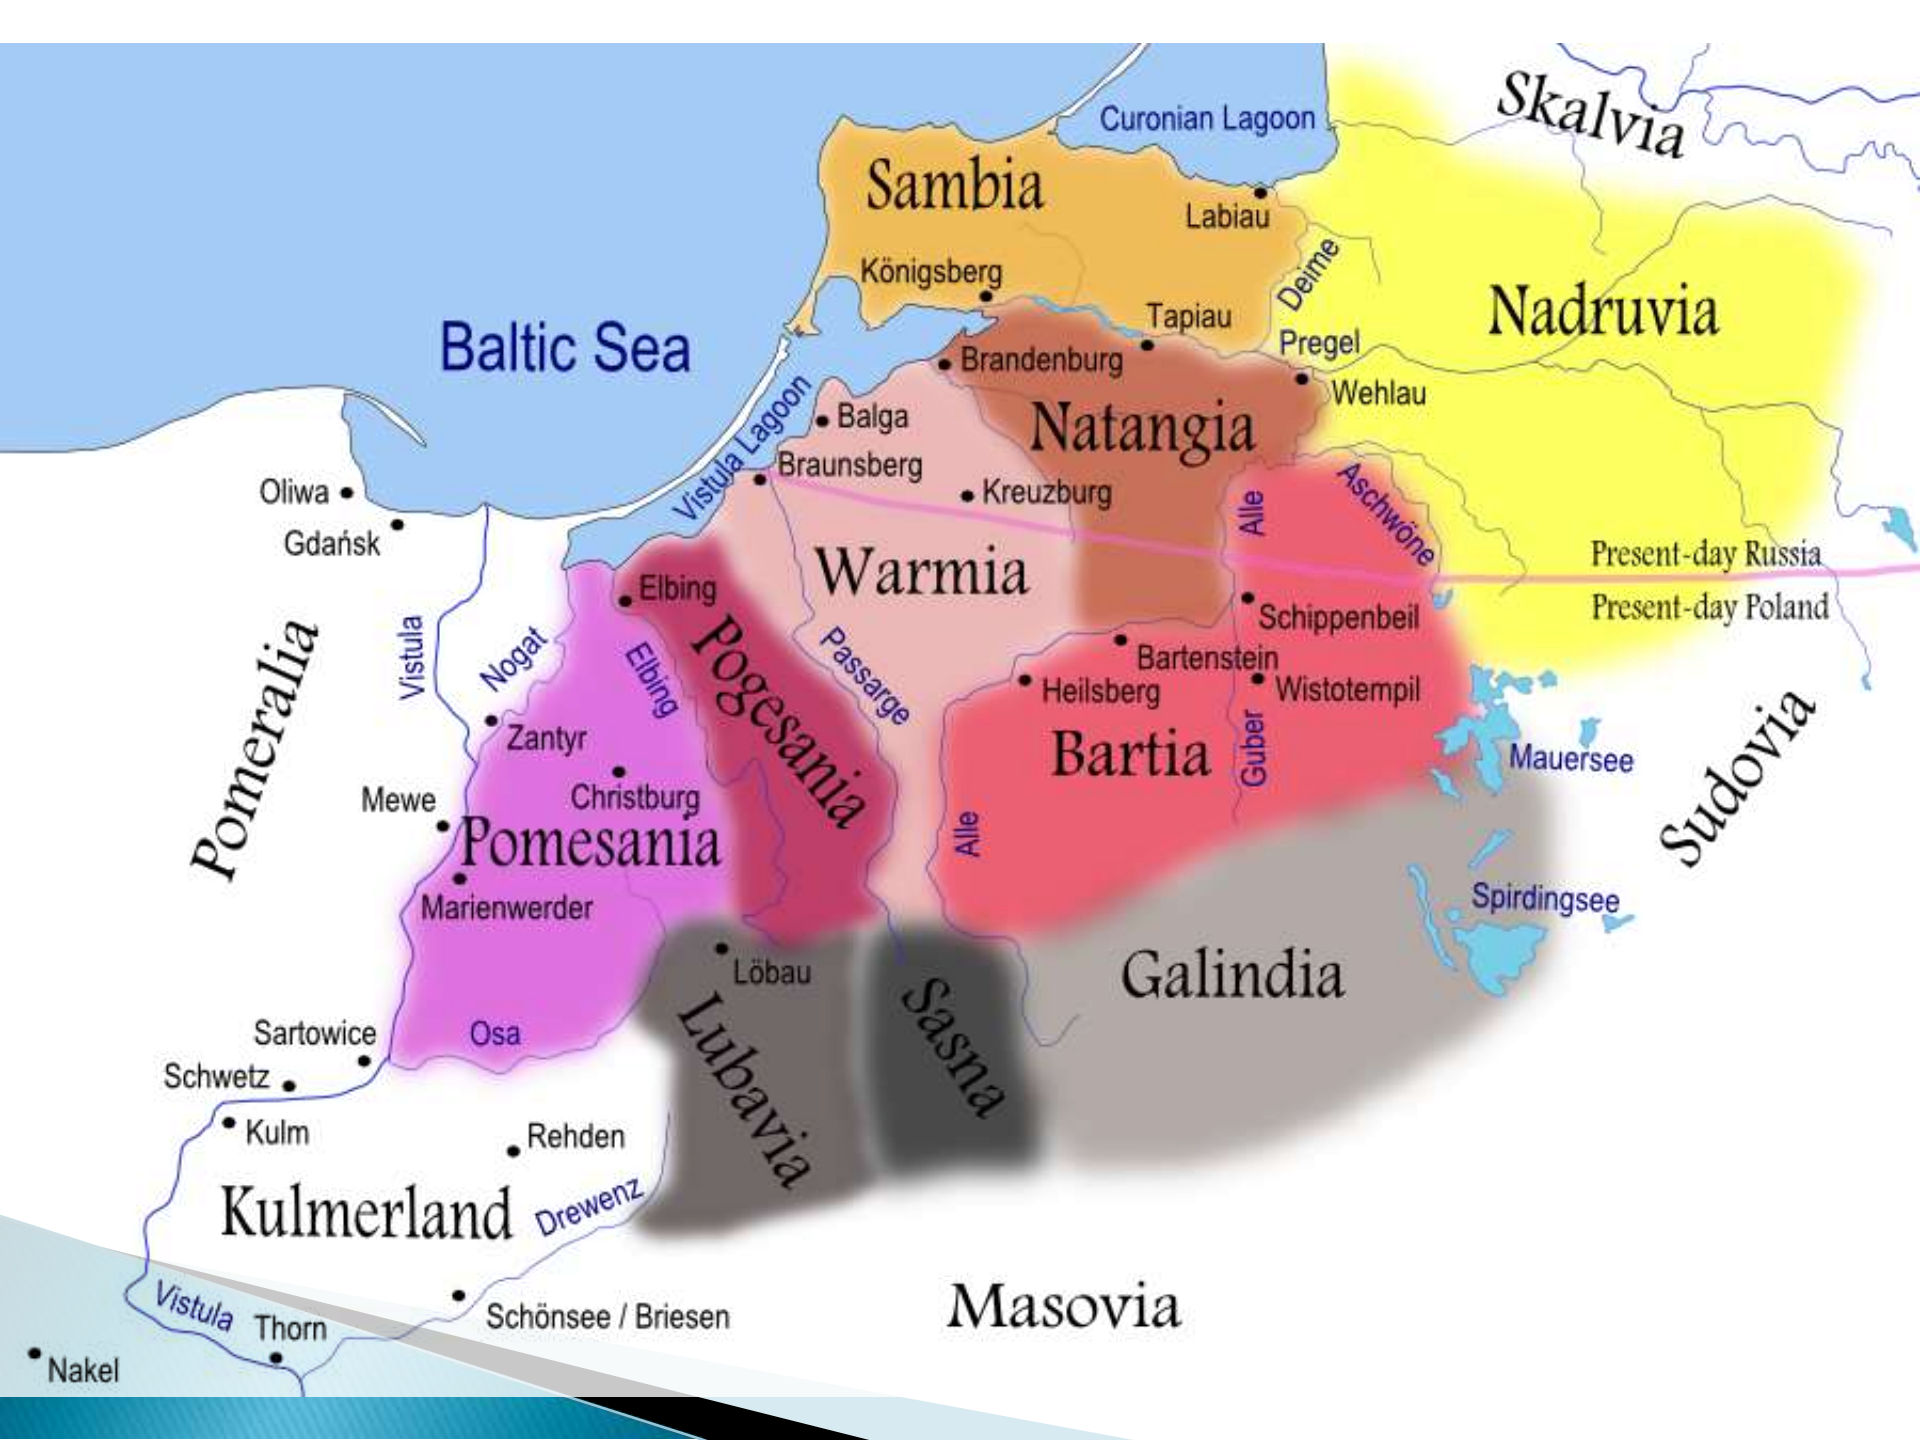 Skalvia
Curonian Lagoon
Sambia
Labiau
Königsberg
Deime
Nadruvia
Tapiau
Baltic Sea
Pregel
Brandenburg
Wehlau
Vistula Lagoon
Balga
Natangia
Braunsberg
Oliwa
Kreuzburg
Alle
Aschwöne
Gdańsk
Present-day Russia
Warmia
Elbing
Present-day Poland
Schippenbeil
Pomeralia
Vistula
Nogat
Elbing
Pogesania
Passarge
Bartenstein
Heilsberg
Wistotempil
Zantyr
Bartia
Guber
Mauersee
Sudovia
Christburg
Mewe
Pomesania
Alle
Marienwerder
Spirdingsee
Löbau
Galindia
Sasna
Lubavia
Osa
Sartowice
Schwetz
Kulm
Rehden
Kulmerland
Drewenz
Vistula
Thorn
Schönsee / Briesen
Masovia
Nakel